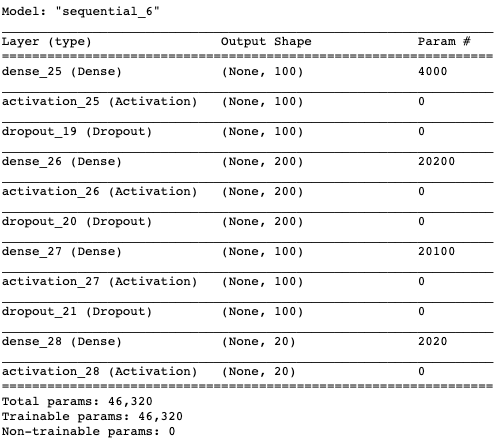 Model: "sequential_6"
Layer (type) Output Shape Param #
dense_25 (Dense) (None, 100) 4000
activation_25 (Activation) (None, 100) 0
dropout_19 (Dropout) (None, 100) 0
dense_26 (Dense) (None, 200) 20200
activation_26 (Activation) (None, 200) 0
dropout_20 (Dropout) (None, 200) 0
dense_27 (Dense) (None, 100) 20100
activation_27 (Activation) (None, 100) 0
dropout_21 (Dropout) (None, 100) 0
dense_28 (Dense) (None, 20) 2020
activation_28 (Activation) (None, 20) 0
Total params: 46,320
Trainable params: 46,320
Non-trainable params: 0